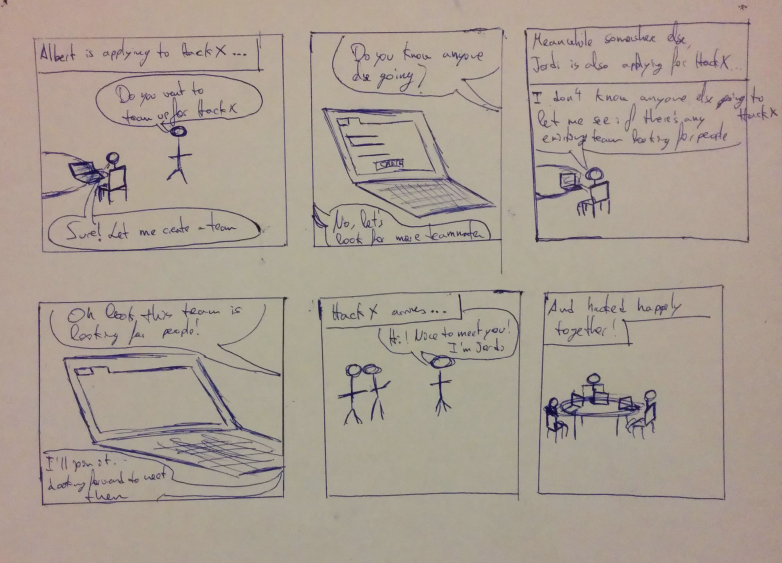 Albert is applying to HackX...
Do you want to
team up for HackX
Sure! Let me create a team
Do you know anyone
else going?
No, let's
look for more teammates
Meanwhile somewhere else,
Jordi is also applying for HackX...
I don't know anyone else going to
HackX
let me see if there's any
existing team looking for people
Oh look, this team is
looking for people!
I'll join it...
Looking forward to meet
them
HackX arrives...
Hi! Nice to meet you!
I'm Jordi
And hacked happily
together!